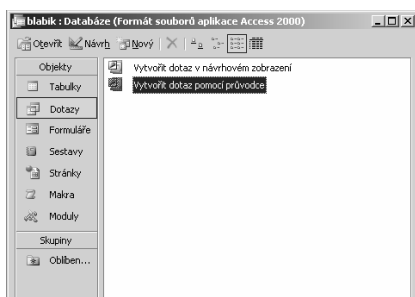 blabik : Databáze (Formát souborů aplikace Access 2000)
Otevřít Návrh Nový
Objekty
Tabulky
Dotazy
Formuláře
Sestavy
Stránky
Makra
Moduly
Skupiny
Oblíben...
Vytvořit dotaz v návrhovém zobrazení
Vytvořit dotaz pomocí průvodce